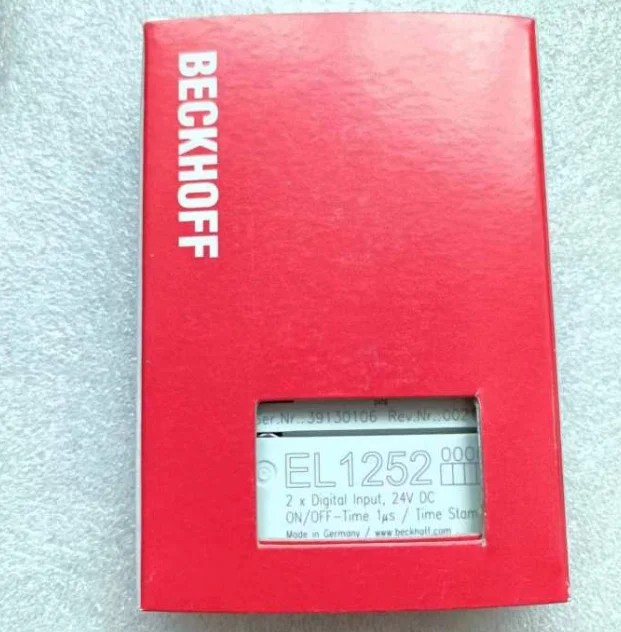 BECKHOFF
Ser.Nr.:39130106 Rev.Nr.:002
EL1252
2 x Digital Input, 24V DC
ON/OFF-Time 1µs / Time Stam
Made in Germany / www.beckhoff.com